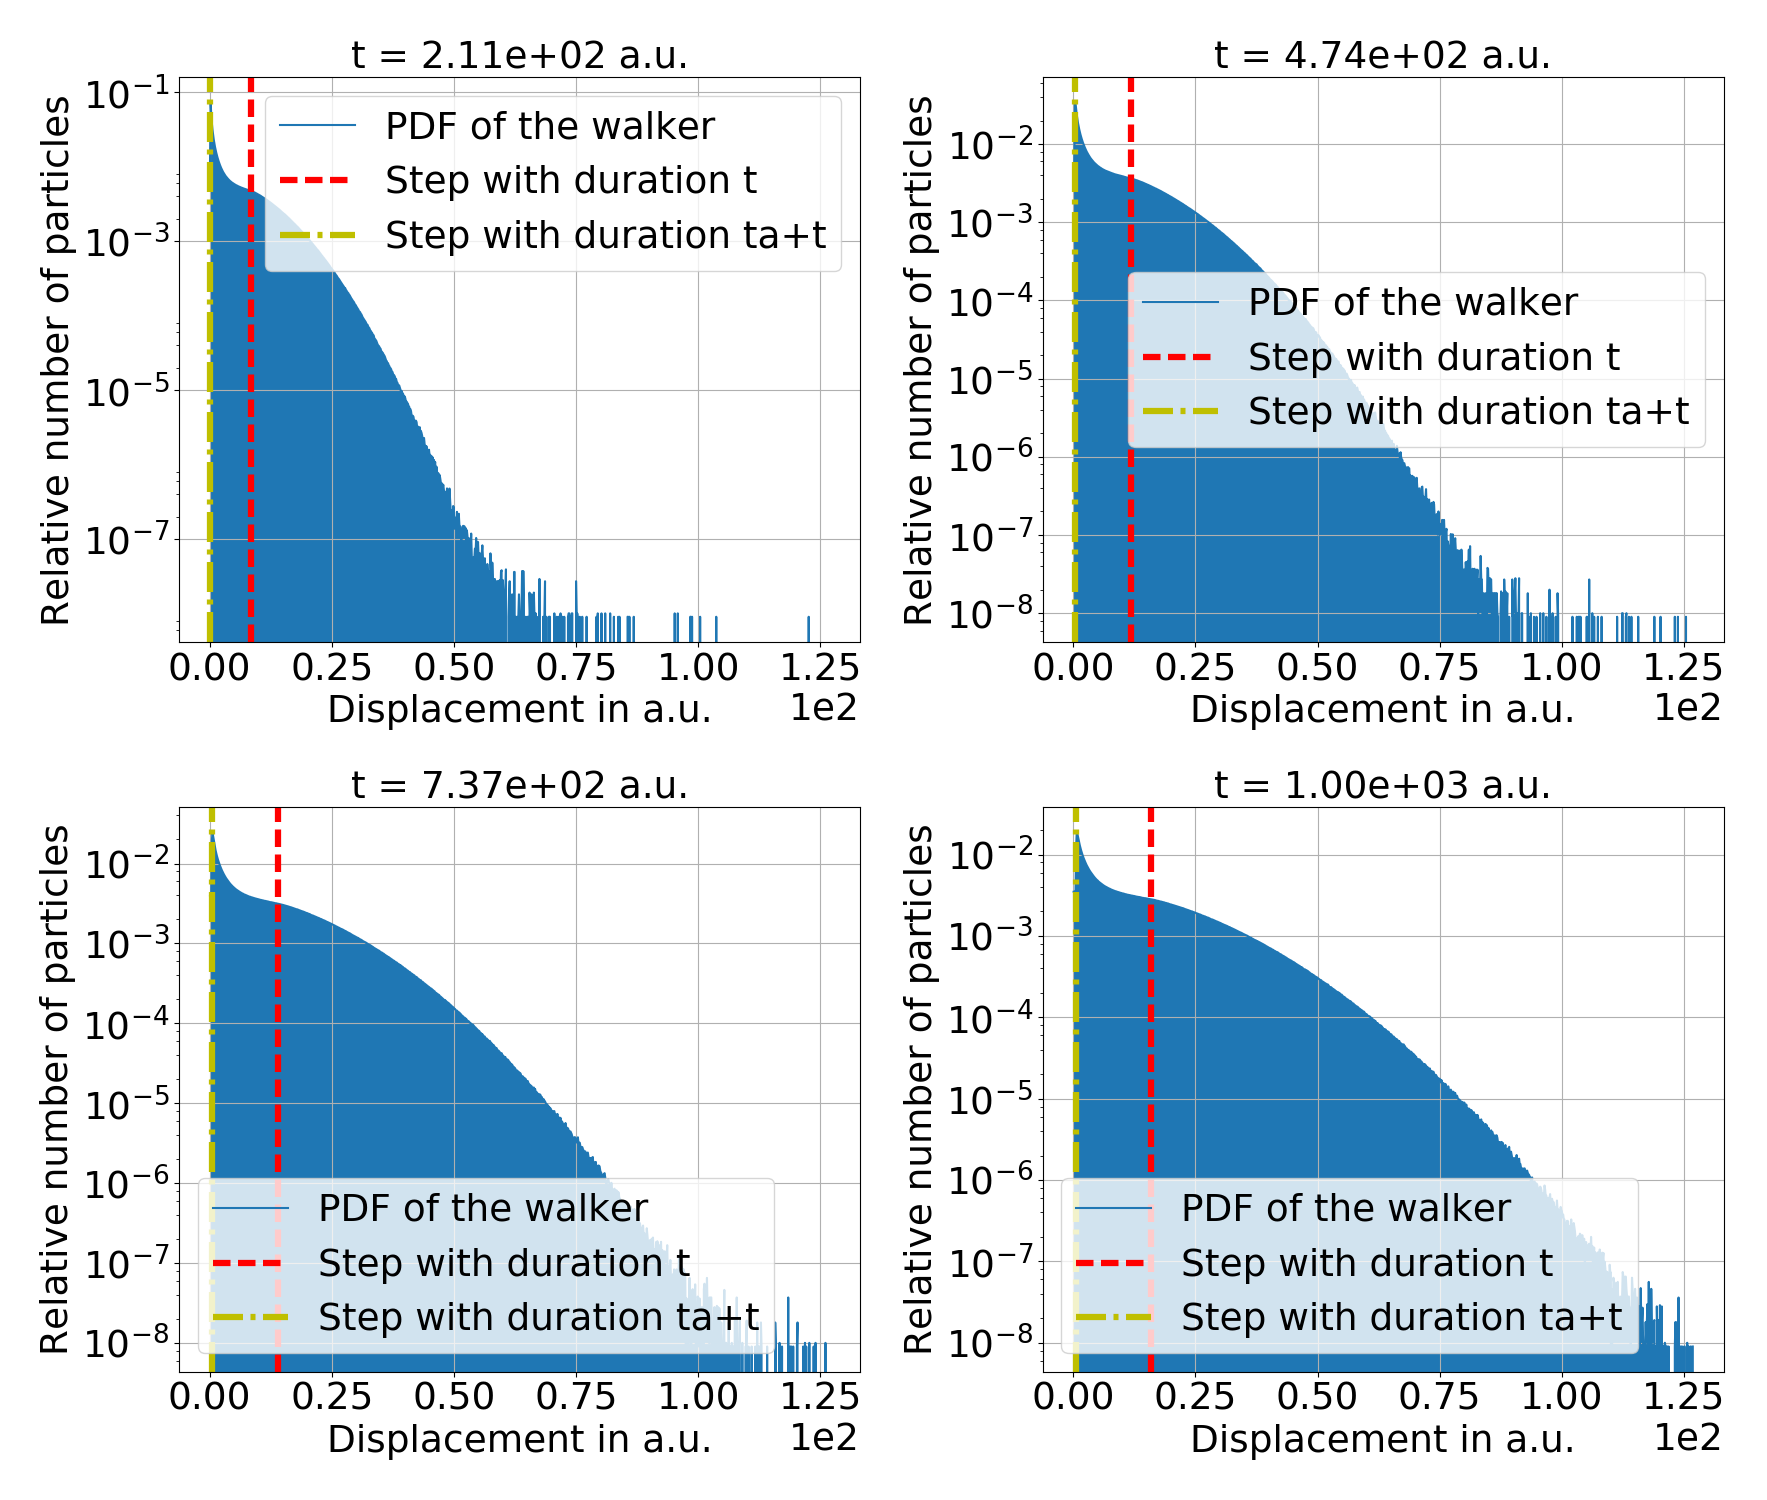 t = 2.11e+02 a.u.
Relative number of particles
10⁻¹
10⁻³
10⁻⁵
10⁻⁷
PDF of the walker
Step with duration t
Step with duration ta+t
0.00 0.25 0.50 0.75 1.00 1.25
Displacement in a.u.
1e2
t = 4.74e+02 a.u.
Relative number of particles
10⁻²
10⁻³
10⁻⁴
10⁻⁵
10⁻⁶
10⁻⁷
10⁻⁸
PDF of the walker
Step with duration t
Step with duration ta+t
0.00 0.25 0.50 0.75 1.00 1.25
Displacement in a.u.
1e2
t = 7.37e+02 a.u.
Relative number of particles
10⁻²
10⁻³
10⁻⁴
10⁻⁵
10⁻⁶
10⁻⁷
10⁻⁸
PDF of the walker
Step with duration t
Step with duration ta+t
0.00 0.25 0.50 0.75 1.00 1.25
Displacement in a.u.
1e2
t = 1.00e+03 a.u.
Relative number of particles
10⁻²
10⁻³
10⁻⁴
10⁻⁵
10⁻⁶
10⁻⁷
10⁻⁸
PDF of the walker
Step with duration t
Step with duration ta+t
0.00 0.25 0.50 0.75 1.00 1.25
Displacement in a.u.
1e2